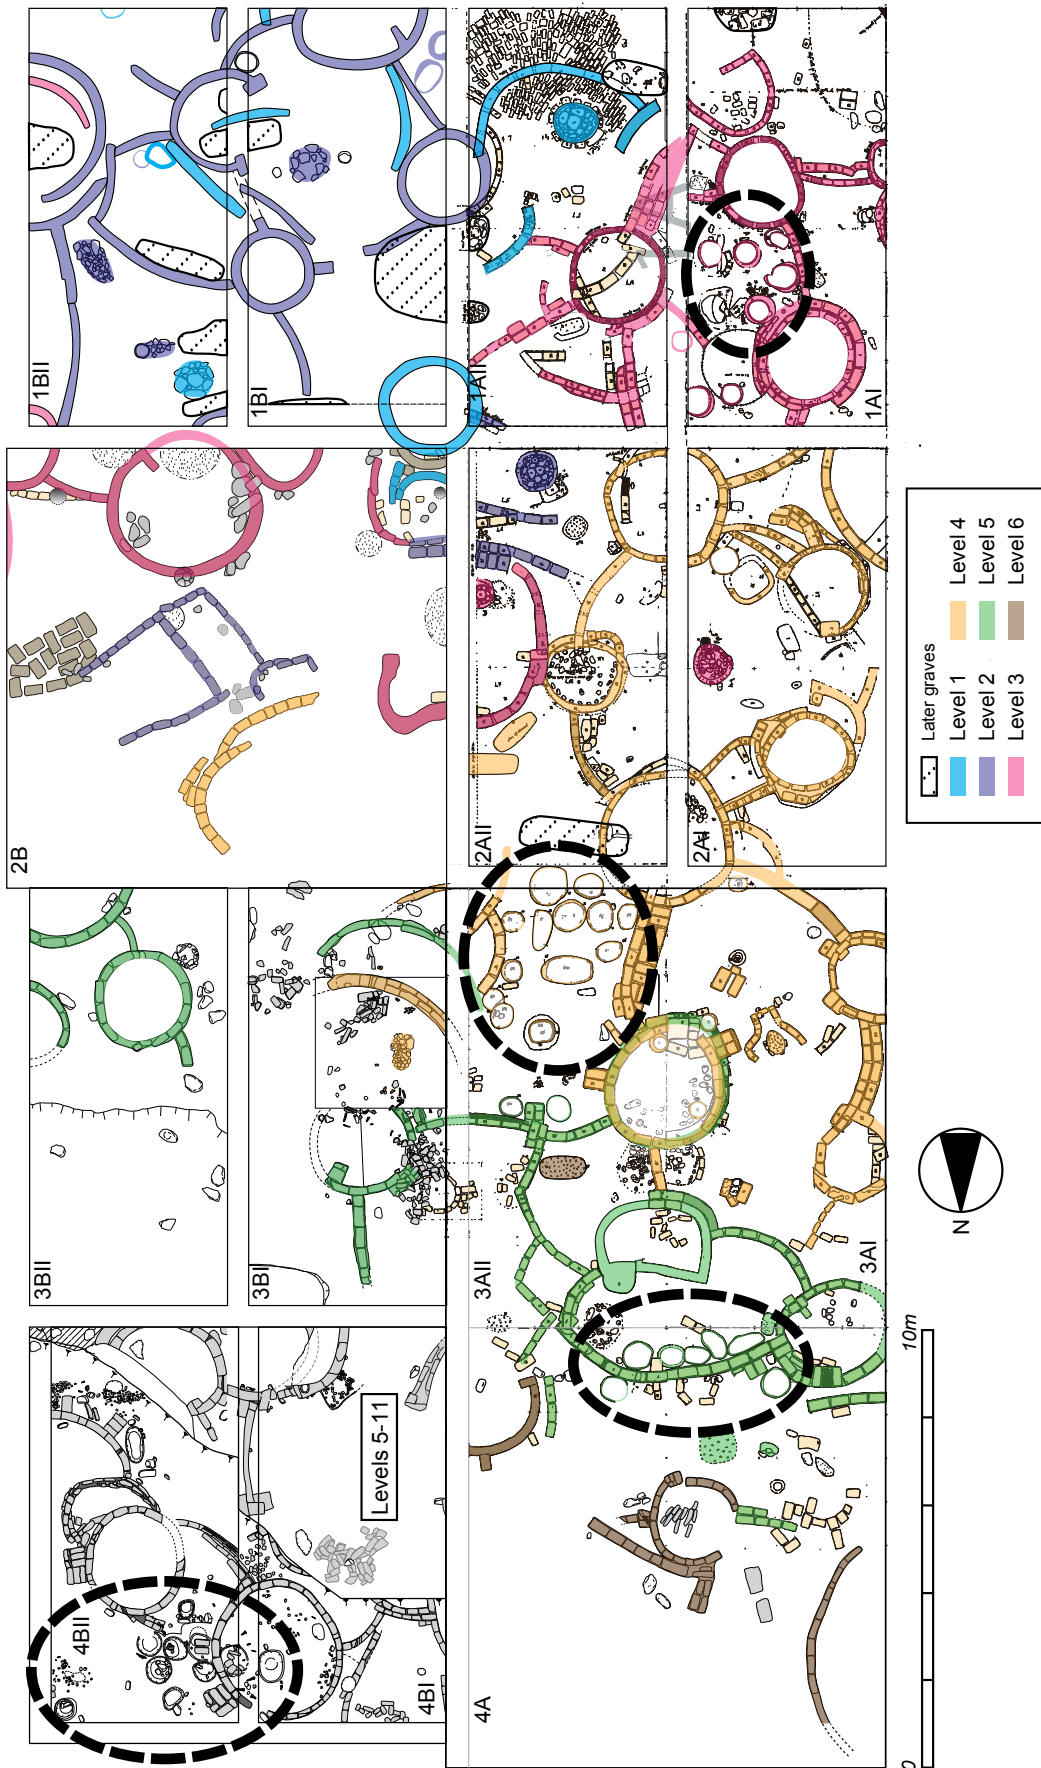 1BII
1BI
1AII
1AI
2B
2AII
2AI
3BII
3BI
3AII
3AI
4BII
4BI
4A
Levels 5-11
Later graves
Level 1
Level 2
Level 3
Level 4
Level 5
Level 6
N
0
10m